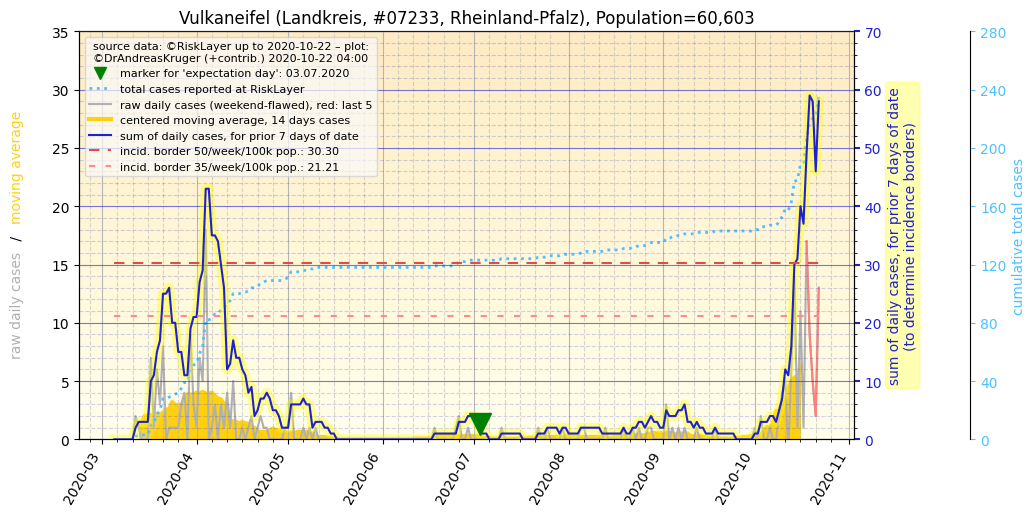 Vulkaneifel (Landkreis, #07233, Rheinland-Pfalz), Population=60,603
source data: ©RiskLayer up to 2020-10-22 – plot:
©DrAndreasKruger (+contrib.) 2020-10-22 04:00
marker for 'expectation day': 03.07.2020
total cases reported at RiskLayer
raw daily cases (weekend-flawed), red: last 5
centered moving average, 14 days cases
sum of daily cases, for prior 7 days of date
incid. border 50/week/100k pop.: 30.30
incid. border 35/week/100k pop.: 21.21
raw daily cases / moving average
35
30
25
20
15
10
5
0
2020-03
2020-04
2020-05
2020-06
2020-07
2020-08
2020-09
2020-10
2020-11
70
60
50
40
30
20
10
0
sum of daily cases, for prior 7 days of date
(to determine incidence borders)
280
240
200
160
120
80
40
0
cumulative total cases